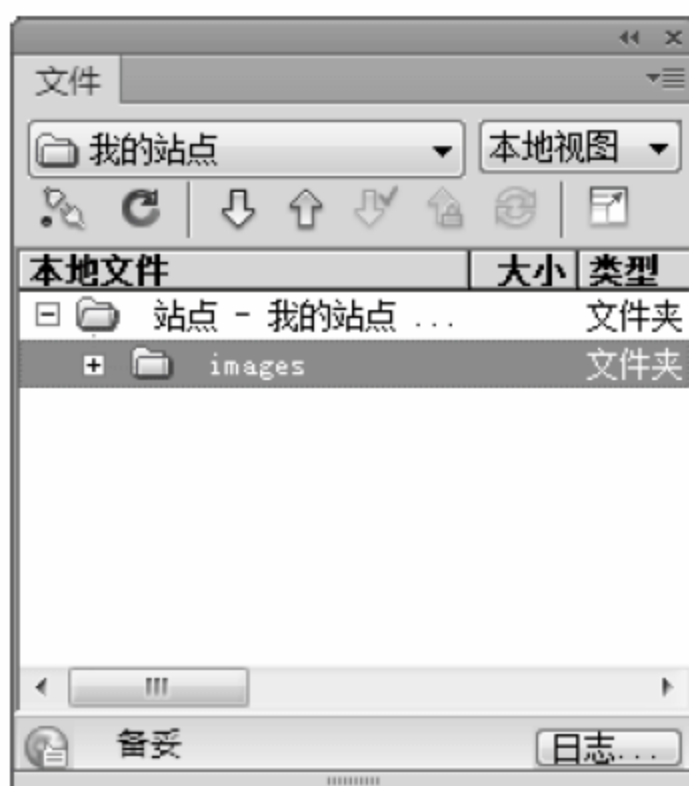 文件
我的站点 本地视图
本地文件 大小 类型
站点 - 我的站点 ... 文件夹
images 文件夹
备妥 日志...